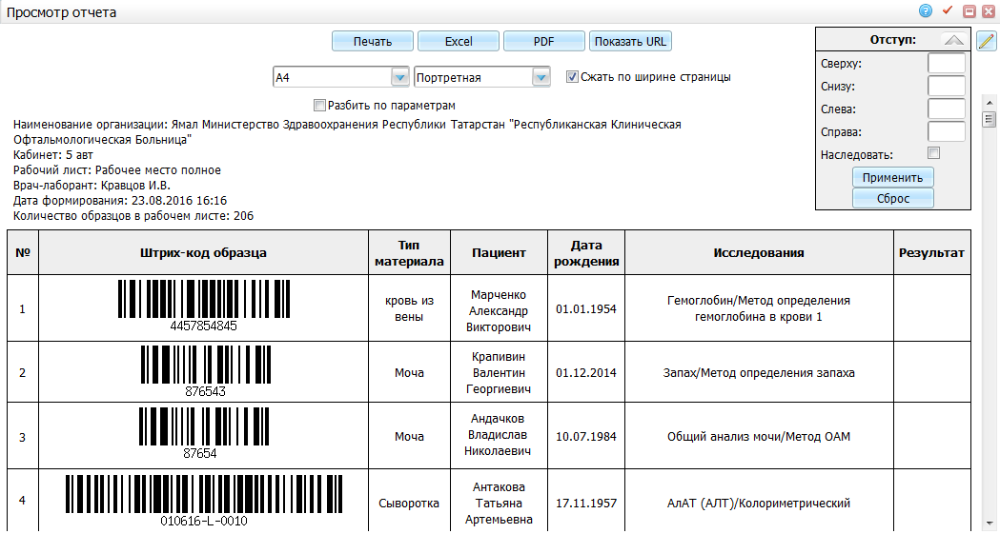 Просмотр отчета
Печать Excel PDF Показать URL
A4 Портретная Сжать по ширине страницы
Разбить по параметрам
Отступ:
Сверху:
Снизу:
Слева:
Справа:
Наследовать:
Применить
Сброс
Наименование организации: Ямал Министерство Здравоохранения Республики Татарстан "Республиканская Клиническая
Офтальмологическая Больница"
Кабинет: 5 авт
Рабочий лист: Рабочее место полное
Врач-лаборант: Кравцов И.В.
Дата формирования: 23.08.2016 16:16
Количество образцов в рабочем листе: 206
№ Штрих-код образца Тип материала Пациент Дата рождения Исследования Результат
1 4457854845 кровь из вены Марченко Александр Викторович 01.01.1954 Гемоглобин/Метод определения гемоглобина в крови 1
2 876543 Моча Крапивин Валентин Георгиевич 01.12.2014 Запах/Метод определения запаха
3 87654 Моча Андачков Владислав Николаевич 10.07.1984 Общий анализ мочи/Метод ОАМ
4 010616-L-0010 Сыворотка Антакова Татьяна Артемьевна 17.11.1957 АлАТ (АЛТ)/Колориметрический